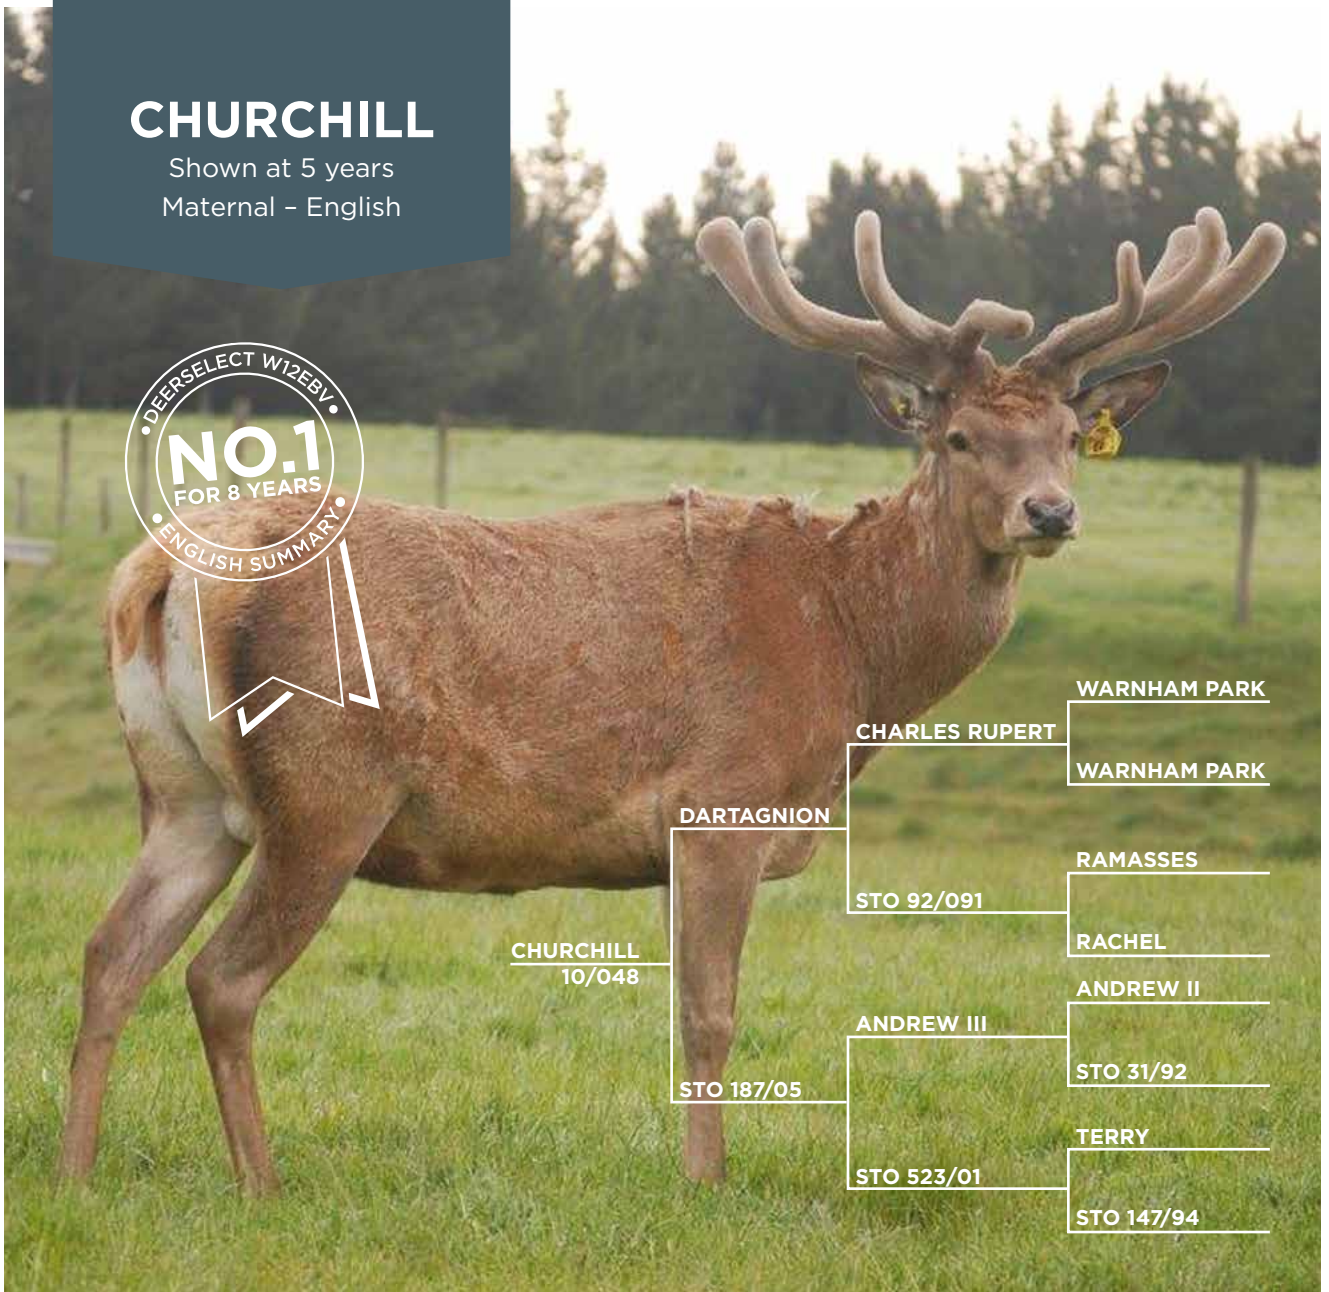 CHURCHILL
Shown at 5 years
Maternal – English
DEERSELECT W12EBV
NO.1
FOR 8 YEARS
ENGLISH SUMMARY
WARNHAM PARK
CHARLES RUPERT
WARNHAM PARK
DARTAGNION
RAMASSES
STO 92/091
RACHEL
CHURCHILL
10/048
ANDREW II
ANDREW III
STO 31/92
STO 187/05
TERRY
STO 523/01
STO 147/94